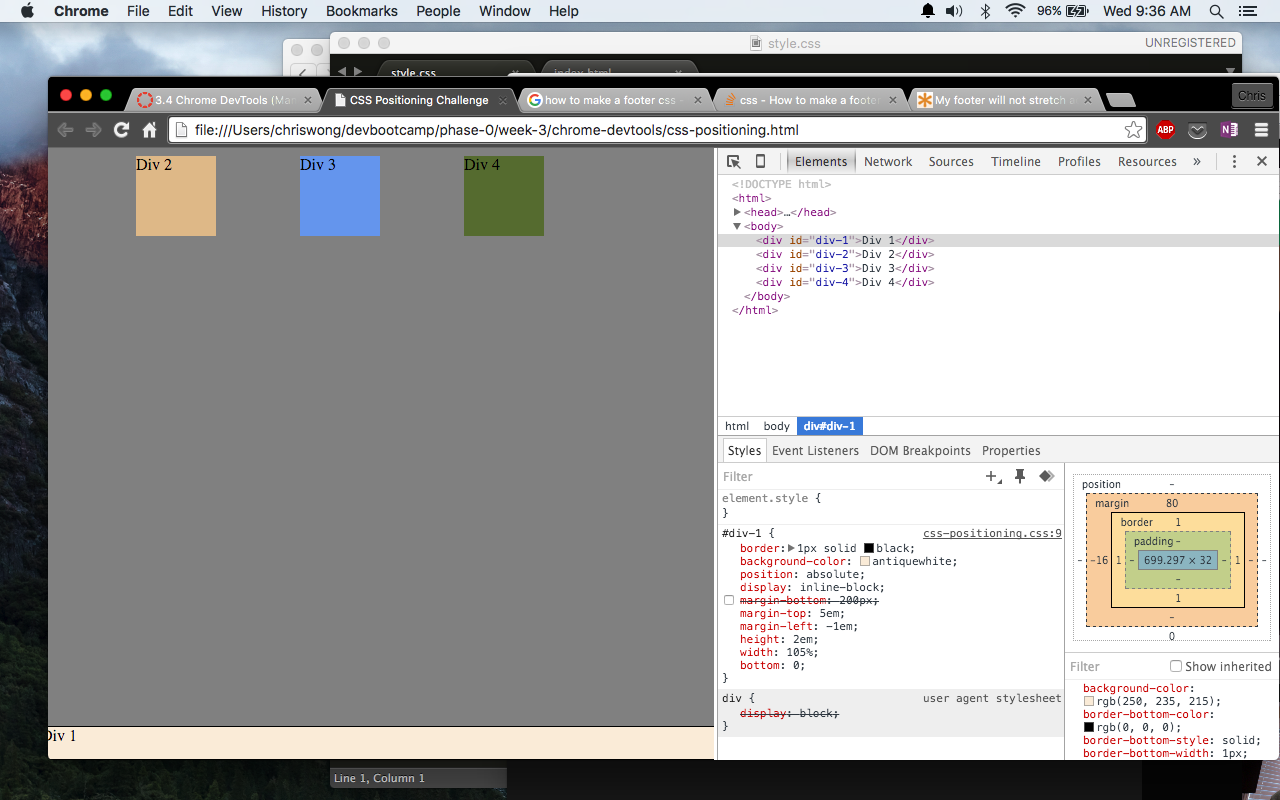 Chrome File Edit View History Bookmarks People Window Help 96% Wed 9:36 AM
style.css UNREGISTERED
style.css index.html
3.4 Chrome DevTools (Ma CSS Positioning Challenge how to make a footer css - css - How to make a foote My footer will not stretch a Chris
file:///Users/chriswong/devbootcamp/phase-0/week-3/chrome-devtools/css-positioning.html ABP N
Div 2 Div 3 Div 4
Elements Network Sources Timeline Profiles Resources »
<!DOCTYPE html>
<html>
<head>…</head>
<body>
<div id="div-1">Div 1</div>
<div id="div-2">Div 2</div>
<div id="div-3">Div 3</div>
<div id="div-4">Div 4</div>
</body>
</html>
html body div#div-1
Styles Event Listeners DOM Breakpoints Properties
Filter
element.style {
}
#div-1 { css-positioning.css:9
border: 1px solid black;
background-color: antiquewhite;
position: absolute;
display: inline-block;
margin-bottom: 200px;
margin-top: 5em;
margin-left: -1em;
height: 2em;
width: 105%;
bottom: 0;
}
div { user agent stylesheet
display: block;
}
position -
margin 80
border 1
padding -
- -16 1 - 699.297 × 32 - 1 - -
-
1
-
0
Filter Show inherited
background-color:
rgb(250, 235, 215);
border-bottom-color:
rgb(0, 0, 0);
border-bottom-style: solid;
border-bottom-width: 1px;
Div 1
Line 1, Column 1